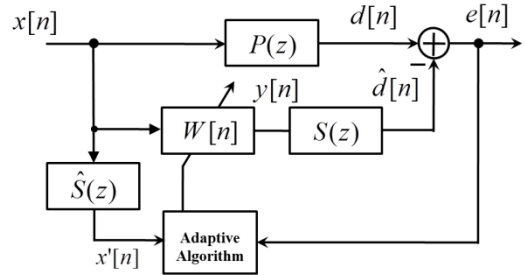 x[n]
d[n]
e[n]
P(z)
+
−
y[n]
d̂[n]
W[n]
S(z)
Ŝ(z)
x'[n]
Adaptive
Algorithm